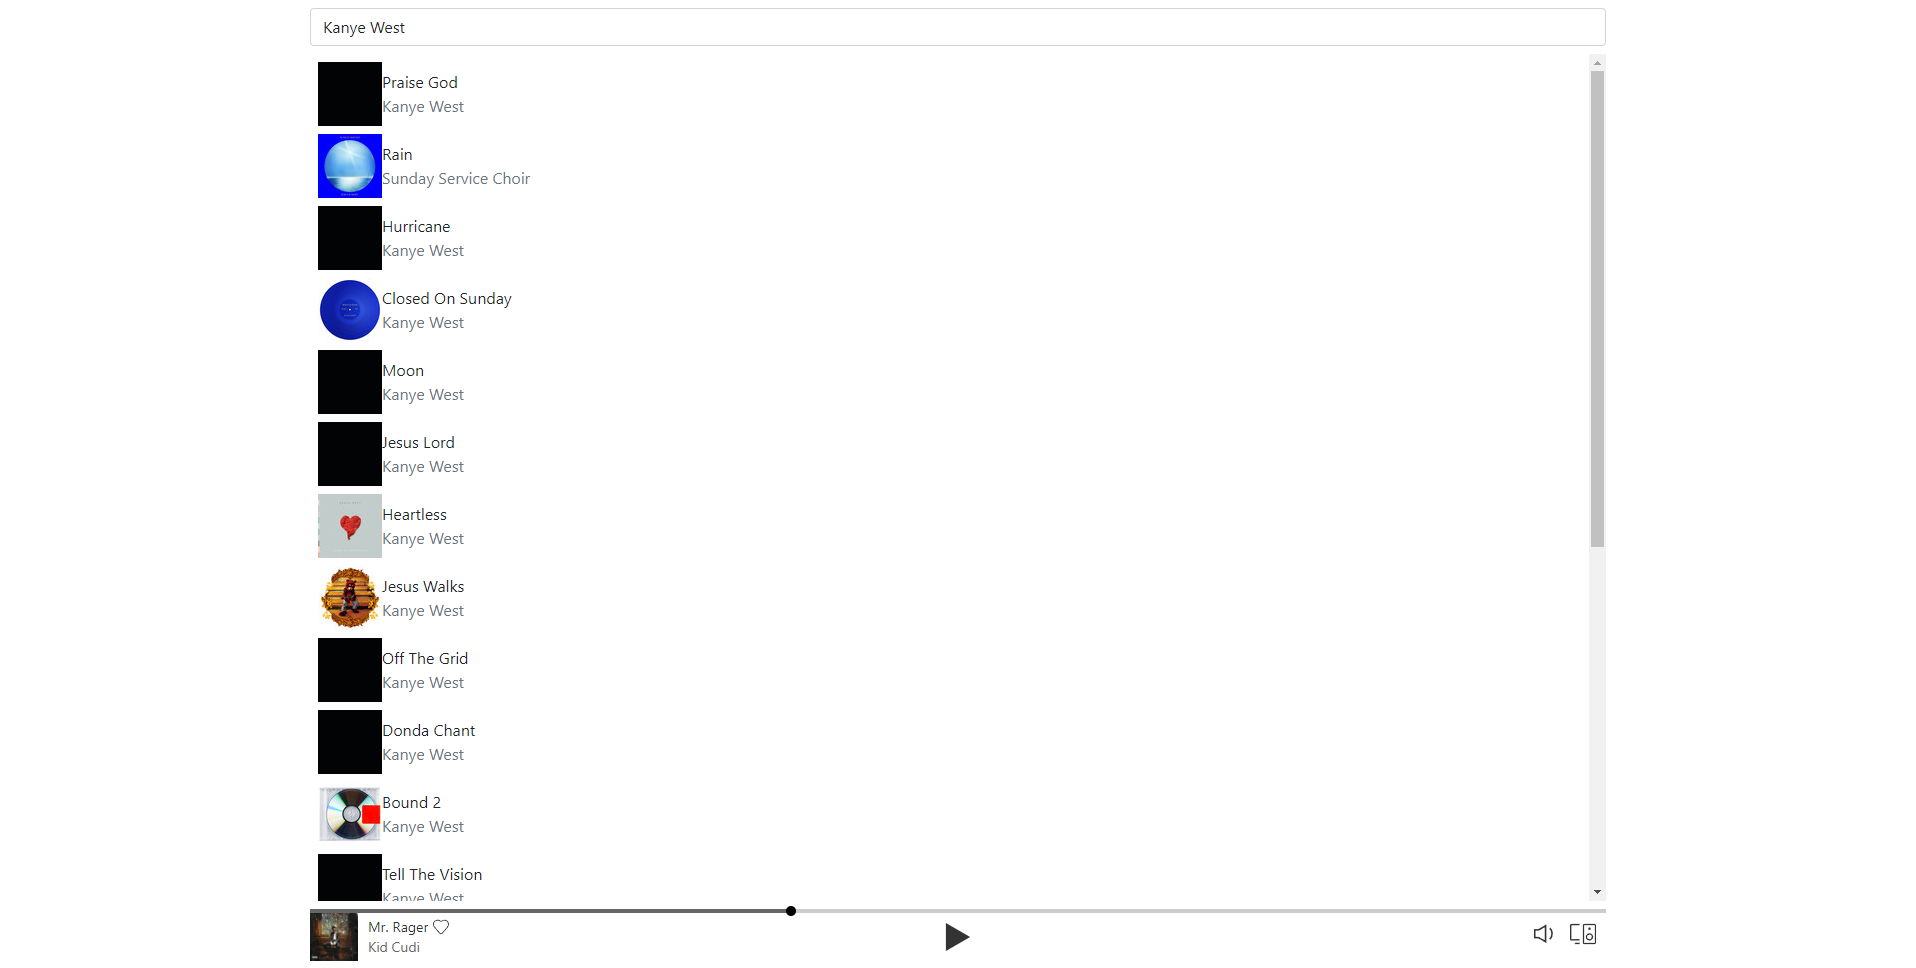 Kanye West
Praise God
Kanye West
Rain
Sunday Service Choir
Hurricane
Kanye West
Closed On Sunday
Kanye West
Moon
Kanye West
Jesus Lord
Kanye West
Heartless
Kanye West
Jesus Walks
Kanye West
Off The Grid
Kanye West
Donda Chant
Kanye West
Bound 2
Kanye West
Tell The Vision
Kanye West
Mr. Rager
Kid Cudi